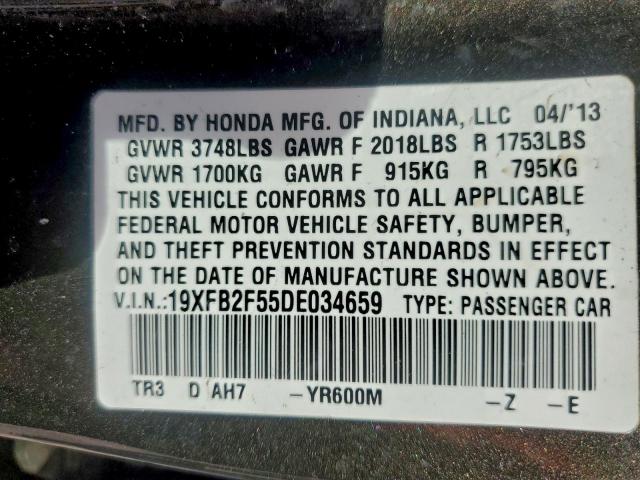 MFD. BY HONDA MFG. OF INDIANA, LLC 04/'13
GVWR 3748LBS GAWR F 2018LBS R 1753LBS
GVWR 1700KG GAWR F 915KG R 795KG
THIS VEHICLE CONFORMS TO ALL APPLICABLE
FEDERAL MOTOR VEHICLE SAFETY, BUMPER,
AND THEFT PREVENTION STANDARDS IN EFFECT
ON THE DATE OF MANUFACTURE SHOWN ABOVE.
V.I.N.:19XFB2F55DE034659 TYPE: PASSENGER CAR
TR3 D AH7 -YR600M -Z -E